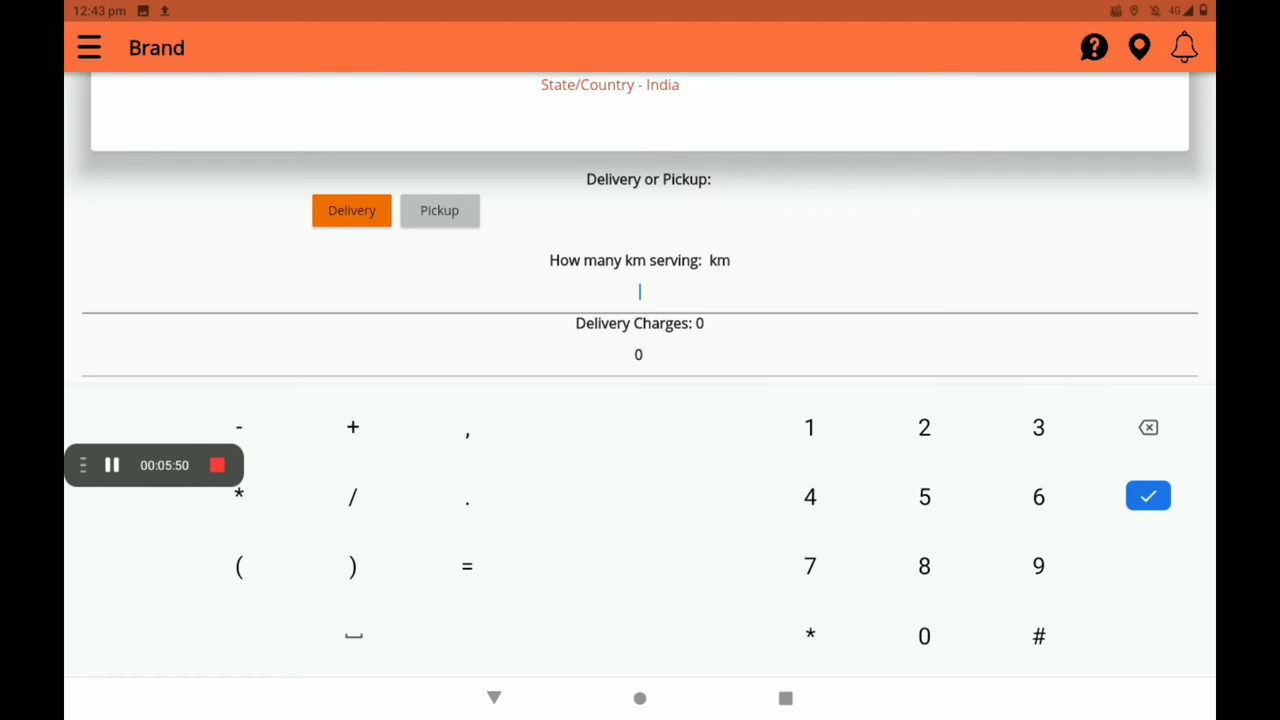 12:43 pm 4G
Brand
State/Country - India
Delivery or Pickup:
Delivery Pickup
How many km serving: km
Delivery Charges: 0
0
- + , 1 2 3
00:05:50
* / . 4 5 6
( ) = 7 8 9
* 0 #